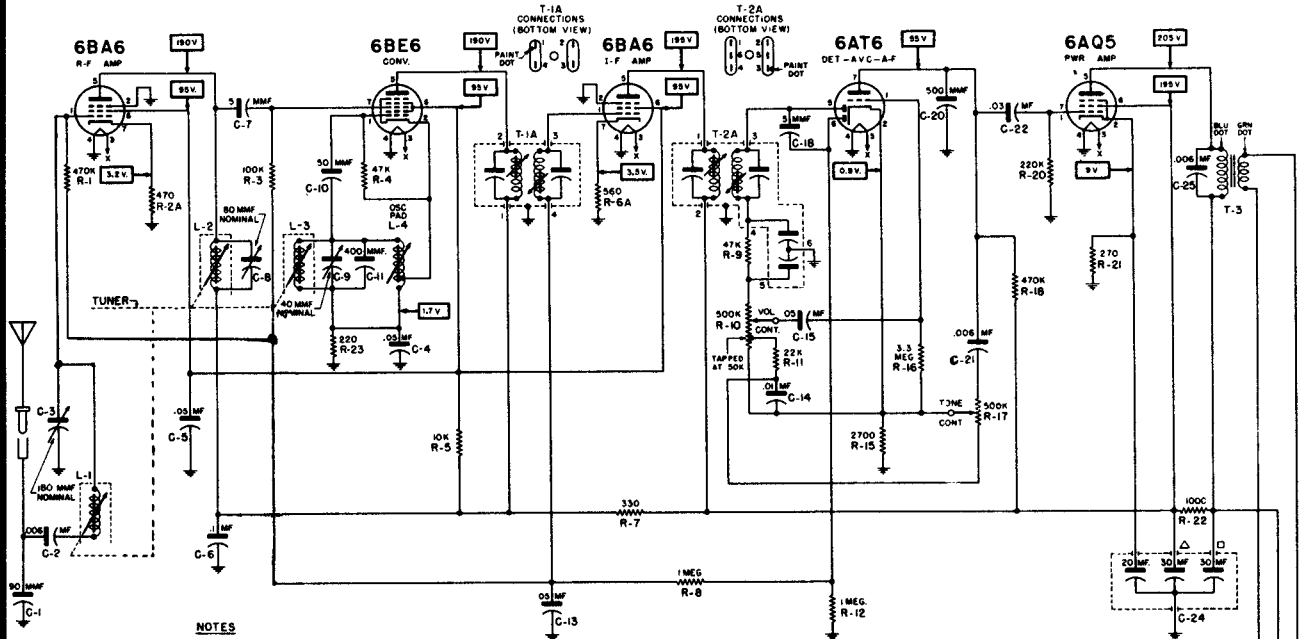 T-1A
CONNECTIONS
(BOTTOM VIEW)
T-2A
CONNECTIONS
(BOTTOM VIEW)
6BA6
R-F AMP
190V
95V.
6BE6
CONV.
190V
95V
PAINT
DOT
6BA6
I-F AMP
195V
95V
PAINT
DOT
6AT6
DET-AVC-A-F
55V
6AQ5
PWR AMP
205V
195V
5 MMF
C-7
470K
R-1
3.2V.
470
R-2A
100K
R-3
50 MMF
C-10
47K
R-4
T-1A
560
R-6A
3.5V.
T-2A
5 MMF
C-18
0.9V.
500 MMF
C-20
.03 MF
C-22
220K
R-20
9V
BLU
DOT
GRN
DOT
.006 MF
C-25
T-3
80 MMF
NOMINAL
L-2
C-8
L-3
C-9
400 MMF.
C-11
OSC
PAD
L-4
40 MMF
NOMINAL
1.7V
220
R-23
.05 MF
C-4
47K
R-9
500K
R-10
VOL
CONT.
.05 MF
C-15
TAPPED
AT 50K
22K
R-11
.01 MF
C-14
3.3
MEG
R-16
470K
R-18
.006 MF
C-21
270
R-21
TONE
CONT
500K
R-17
2700
R-15
TUNER
C-3
180 MMF
NOMINAL
L-1
.006 MF
C-2
90 MMF
C-1
.05 MF
C-5
10K
R-5
.1 MF
C-6
330
R-7
R-22
1 MEG
R-8
.05 MF
C-13
1 MEG.
R-12
20 MF.
30 MF
30 MF
C-24
NOTES